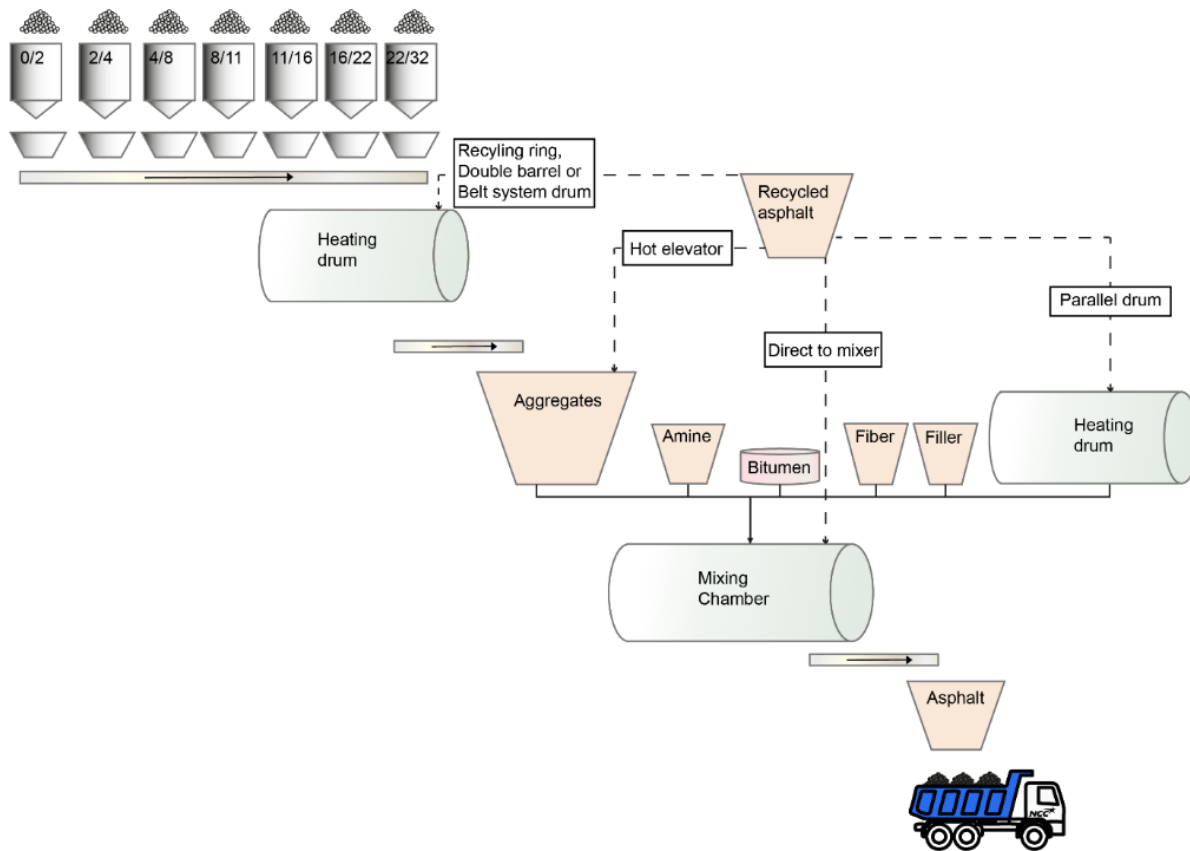 0/2
2/4
4/8
8/11
11/16
16/22
22/32
Recyling ring,
Double barrel or
Belt system drum
Recycled
asphalt
Heating
drum
Hot elevator
Parallel drum
Direct to mixer
Aggregates
Amine
Bitumen
Fiber
Filler
Heating
drum
Mixing
Chamber
Asphalt
NCC